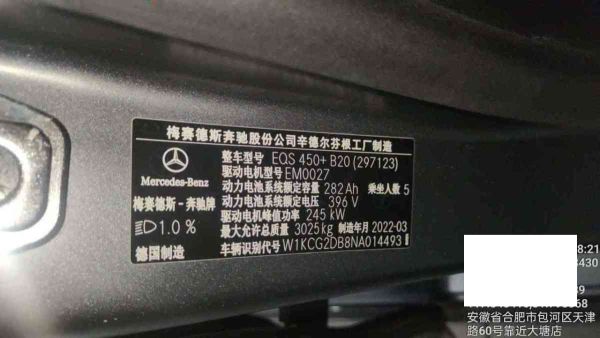 梅赛德斯奔驰股份公司辛德尔芬根工厂制造
整车型号 EQS 450+ B20 (297123)
驱动电机型号 EM0027
动力电池系统额定容量 282 Ah 乘坐人数 5
动力电池系统额定电压 396 V
驱动电机峰值功率 245 kW
最大允许总质量 3025 kg 制造年月 2022-03
车辆识别代号 W1KCG2DB8NA014493
Mercedes-Benz
梅赛德斯-奔驰牌
1.0 %
德国制造
8:21
8430
安徽省合肥市包河区天津
路60号靠近大塘店